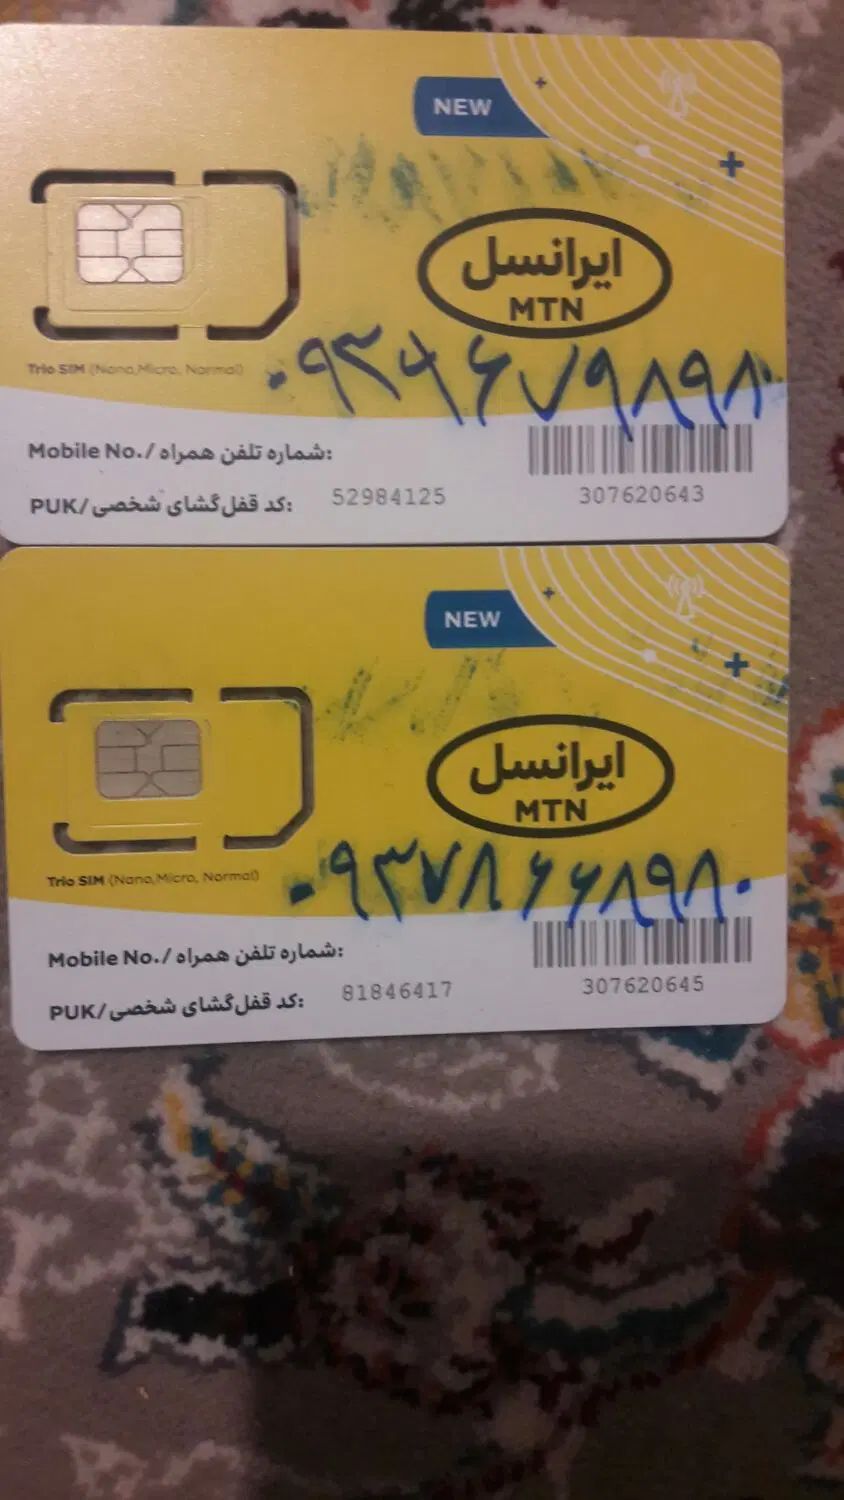 NEW
ایرانسل
MTN
Trio SIM (Nano,Micro, Normal)
۰۹۳۹۶۷۹۸۹۸۰
Mobile No./شماره تلفن همراه:
PUK/کد قفل‌گشای شخصی: 52984125 307620643
NEW
ایرانسل
MTN
Trio SIM (Nano,Micro, Normal)
۰۹۳۷۸۶۶۸۹۸۰
Mobile No./شماره تلفن همراه:
PUK/کد قفل‌گشای شخصی: 81846417 307620645